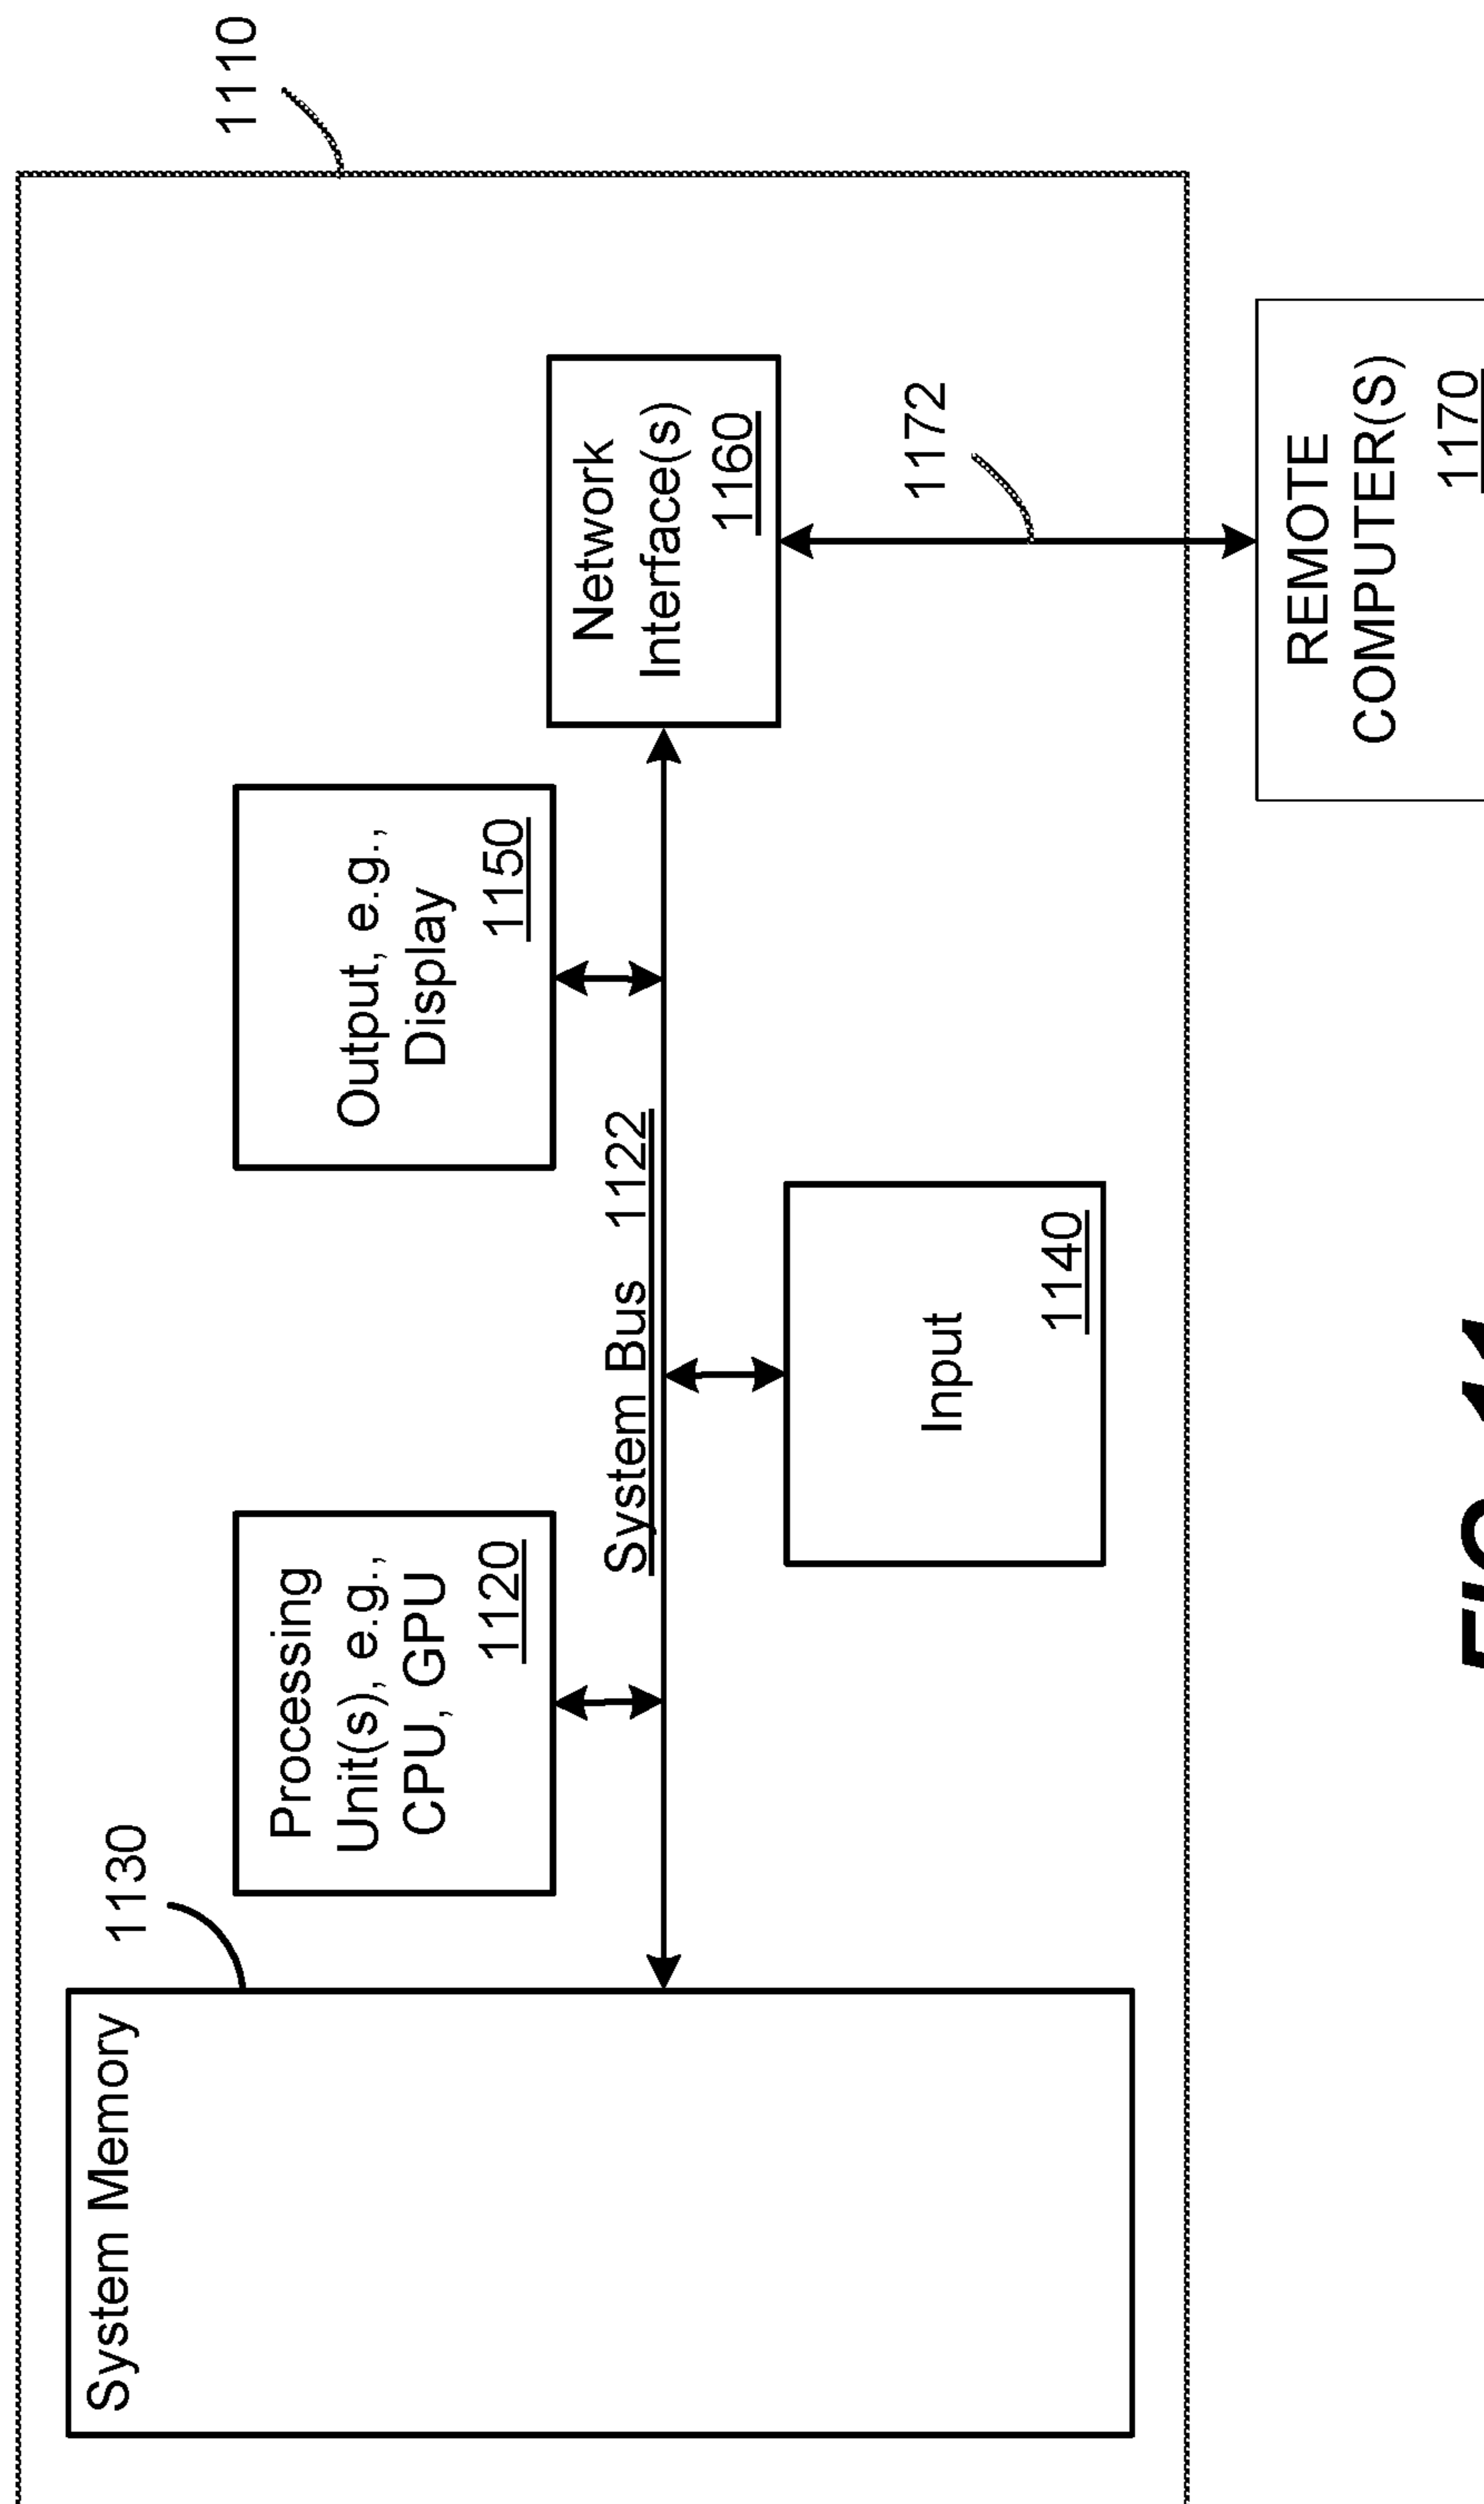 System Memory
1130
1110
Processing
Unit(s), e.g.,
CPU, GPU
1120
Output, e.g.,
Display
1150
System Bus 1122
Network
Interface(s)
1160
Input
1140
1172
REMOTE
COMPUTER(S)
1170